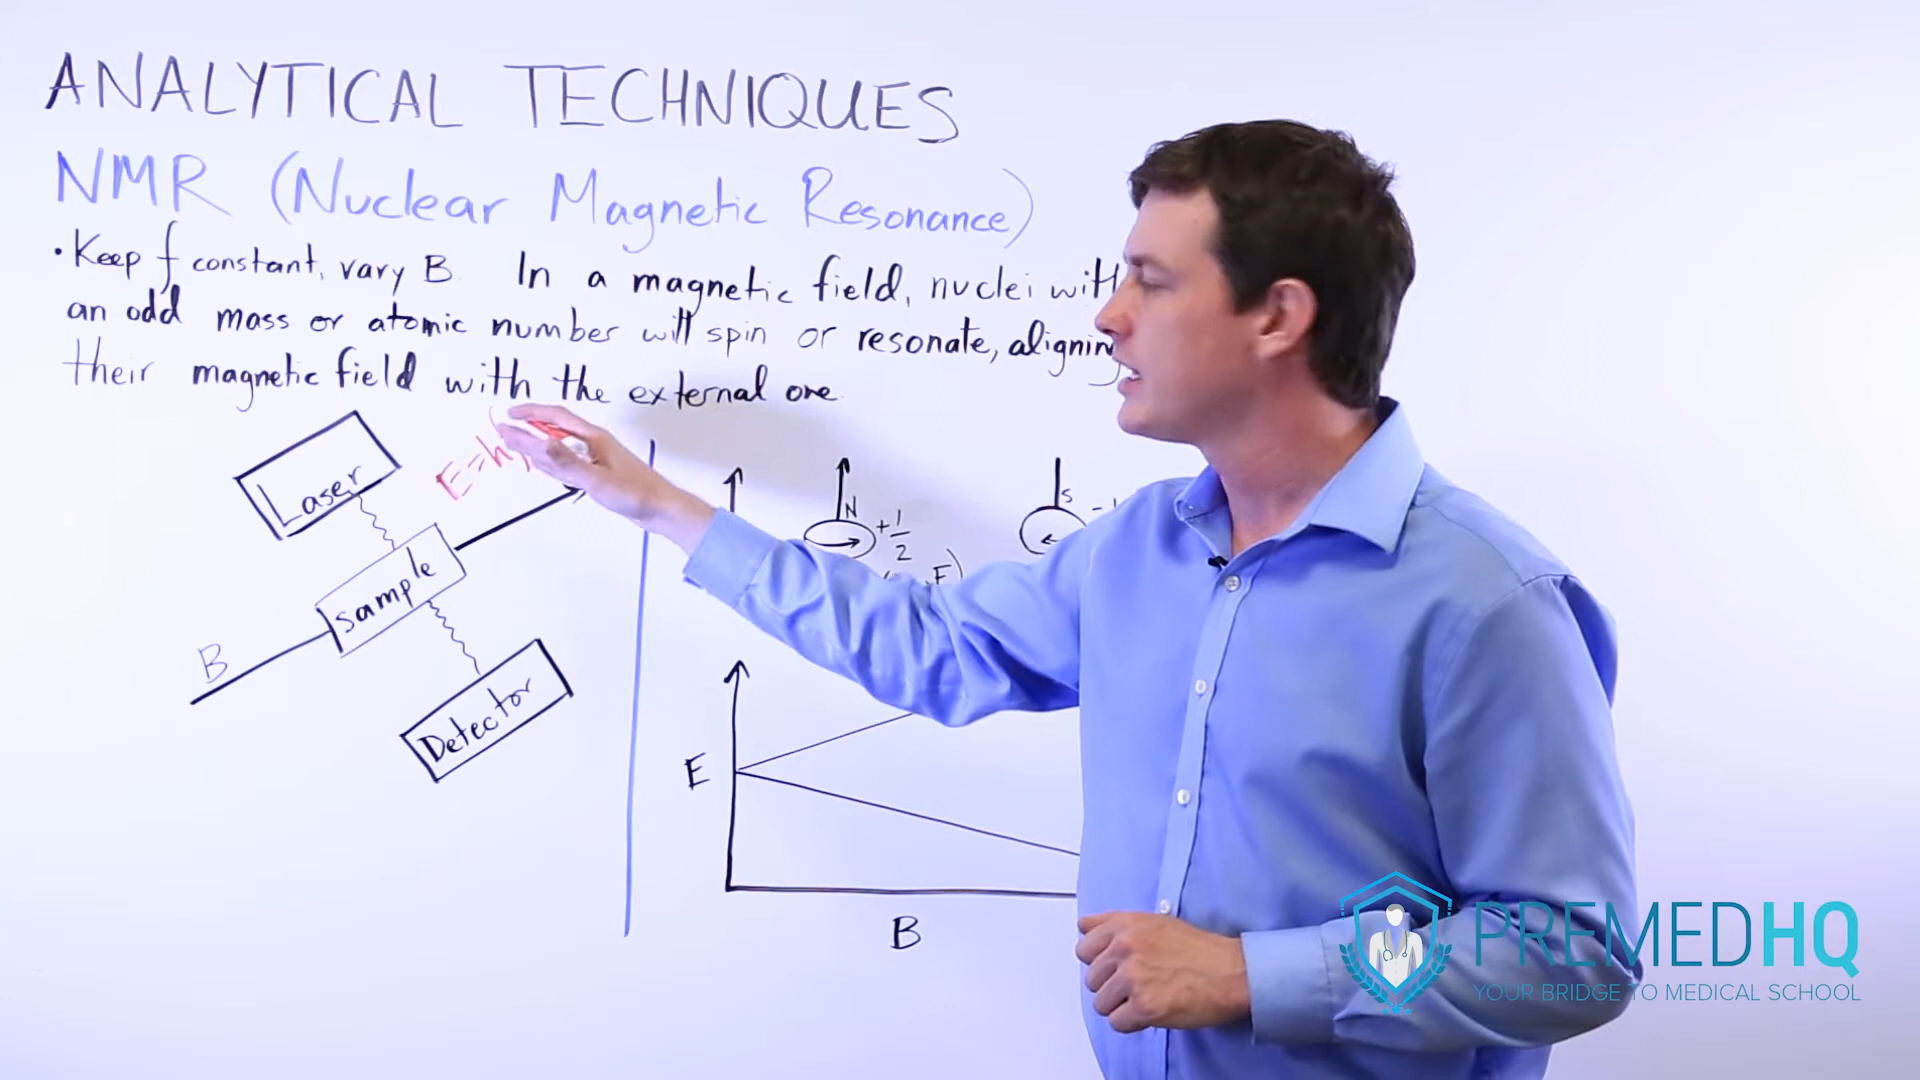 ANALYTICAL TECHNIQUES
NMR (Nuclear Magnetic Resonance)
• Keep f constant, vary B. In a magnetic field, nuclei with
an odd mass or atomic number will spin or resonate, aligning
their magnetic field with the external one.
Laser
E=h
sample
B
Detector
N
+1/2
E)
S
E
B
PREMEDHQ
YOUR BRIDGE TO MEDICAL SCHOOL